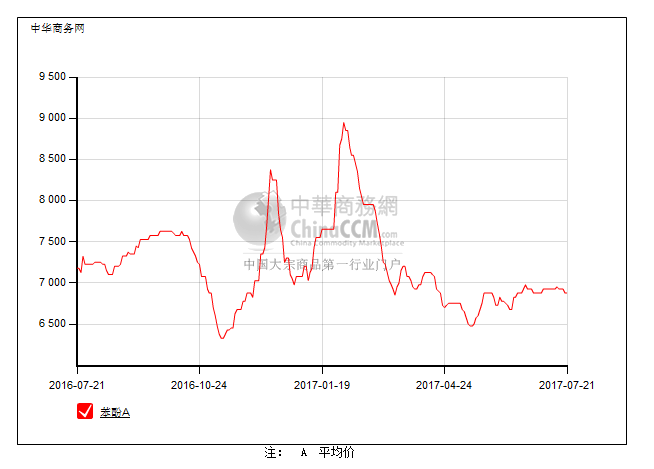 中华商务网
9 500
9 000
8 500
8 000
7 500
7 000
6 500
中華商務網
ChinaCCM.com
China Commodity Marketplace
中国大宗商品第一行业门户
2016-07-21 2016-10-24 2017-01-19 2017-04-24 2017-07-21
苯酚A
注： A 平均价